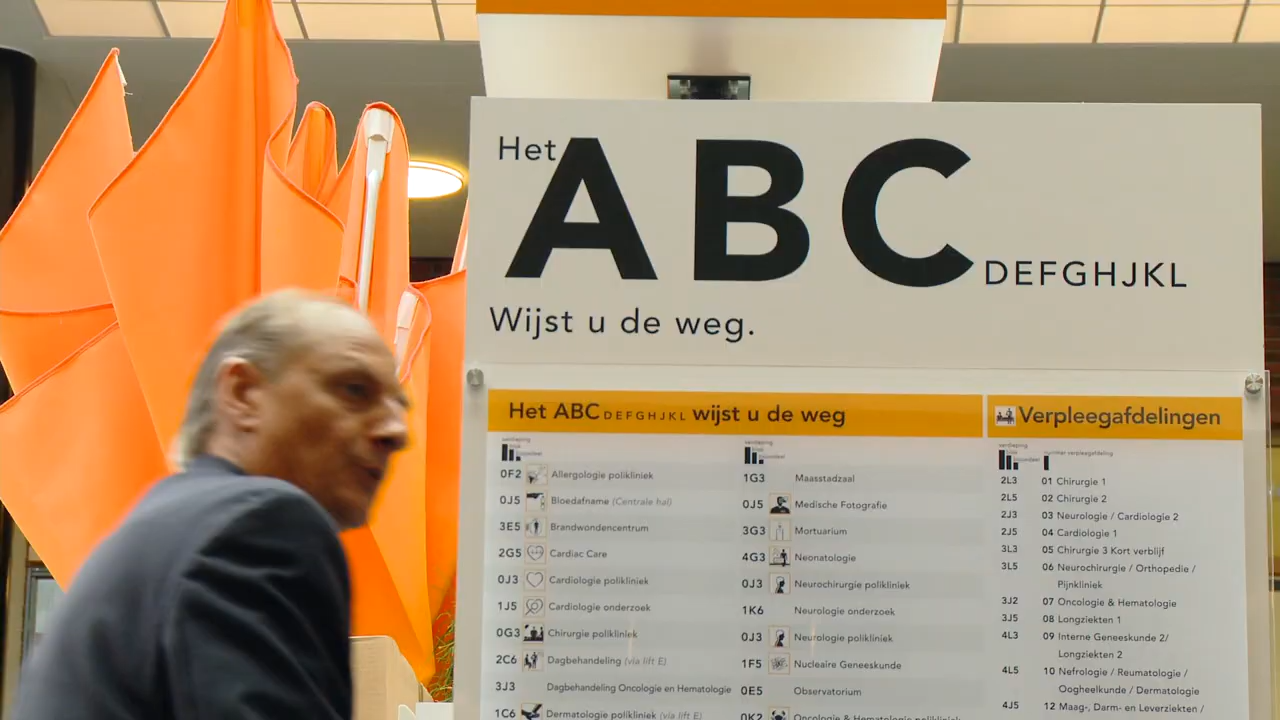 Het ABC DEFGHJKL
Wijst u de weg.
Het ABC DEFGHJKL wijst u de weg
0F2 Allergologie polikliniek
0J5 Bloedafname (Centrale hal)
3E5 Brandwondencentrum
2G5 Cardiac Care
0J3 Cardiologie polikliniek
1J5 Cardiologie onderzoek
0G3 Chirurgie polikliniek
2C6 Dagbehandeling (via lift E)
3J3 Dagbehandeling Oncologie en Hematologie
1C6 Dermatologie polikliniek (via lift E)
1G3 Maasstadzaal
0J5 Medische Fotografie
3G3 Mortuarium
4G3 Neonatologie
0J3 Neurochirurgie polikliniek
1K6 Neurologie onderzoek
0J3 Neurologie polikliniek
1F5 Nucleaire Geneeskunde
0E5 Observatorium
0K2 Oncologie & Hematologie polikliniek
Verpleegafdelingen
nummer verpleegafdeling
2L3 01 Chirurgie 1
2L5 02 Chirurgie 2
2J3 03 Neurologie / Cardiologie 2
2J5 04 Cardiologie 1
3L3 05 Chirurgie 3 Kort verblijf
3L5 06 Neurochirurgie / Orthopedie /
Pijnkliniek
3J2 07 Oncologie & Hematologie
3J5 08 Longziekten 1
4L3 09 Interne Geneeskunde 2/
Longziekten 2
4L5 10 Nefrologie / Reumatologie /
Oogheelkunde / Dermatologie
4J5 12 Maag-, Darm- en Leverziekten /